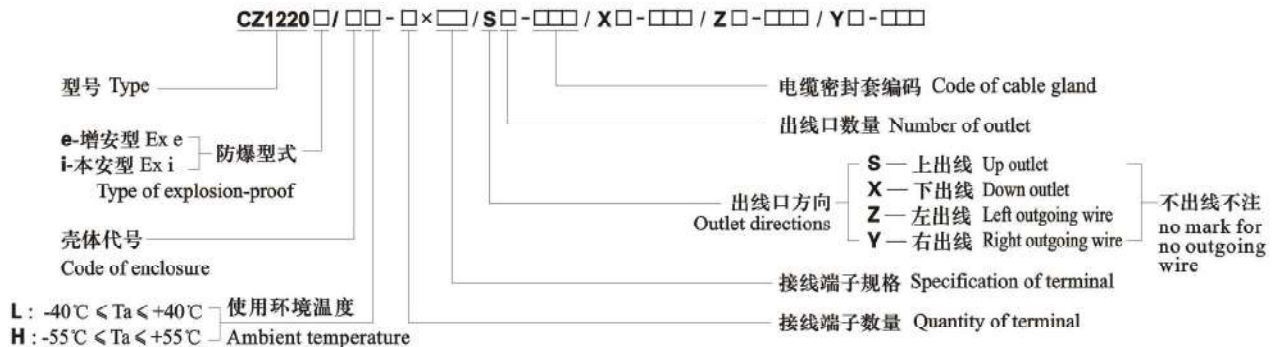 CZ1220□/□□-□×□/S□-□□□/X□-□□□/Z□-□□□/Y□-□□□
型号 Type
e-增安型 Ex e
i-本安型 Ex i
防爆型式
Type of explosion-proof
壳体代号
Code of enclosure
L: -40℃ ≤ Ta ≤ +40℃
H: -55℃ ≤ Ta ≤ +55℃
使用环境温度
Ambient temperature
电缆密封套编码 Code of cable gland
出线口数量 Number of outlet
出线口方向
Outlet directions
S — 上出线 Up outlet
X — 下出线 Down outlet
Z — 左出线 Left outgoing wire
Y — 右出线 Right outgoing wire
不出线不注
no mark for
no outgoing
wire
接线端子规格 Specification of terminal
接线端子数量 Quantity of terminal